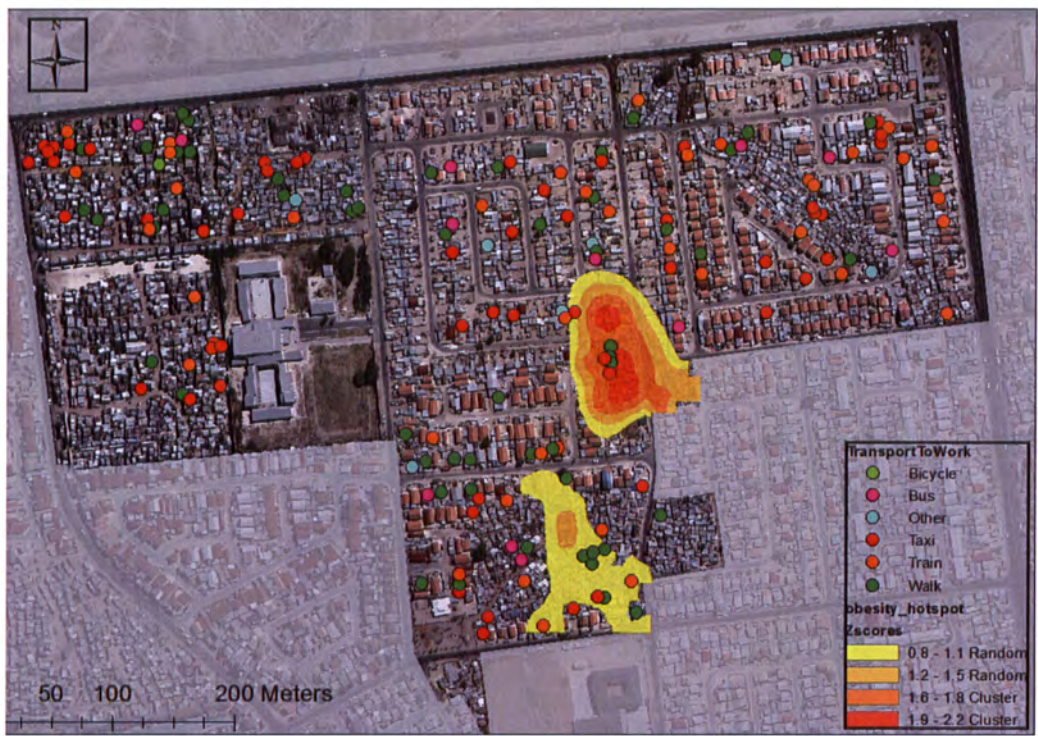 N
TransportToWork
Bicycle
Bus
Other
Taxi
Train
Walk
obesity_hotspot
Zscores
0.8 - 1.1 Random
1.2 - 1.5 Random
1.6 - 1.8 Cluster
1.9 - 2.2 Cluster
50 100 200 Meters